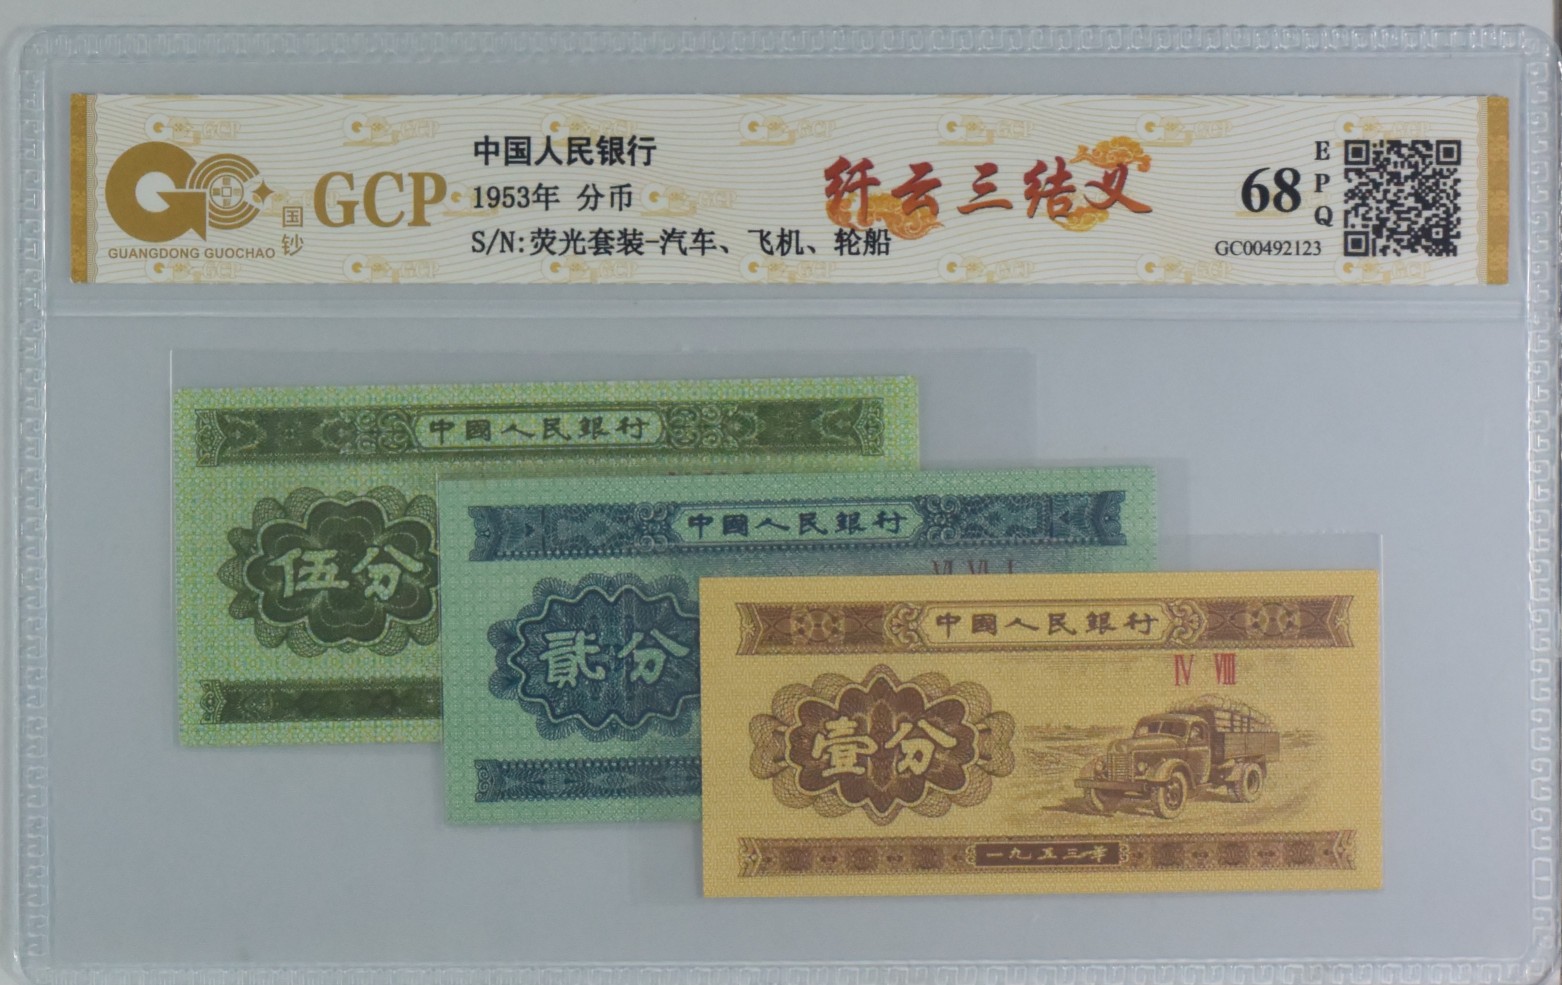 GCP
国钞
GUANGDONG GUOCHAO
中国人民银行
1953年 分币
S/N:荧光套装-汽车、飞机、轮船
纤云三结义
68
EPQ
GC00492123
中國人民銀行
伍分
中國人民銀行
VI VI I
貳分
中國人民銀行
IV VIII
壹分
一九五三年